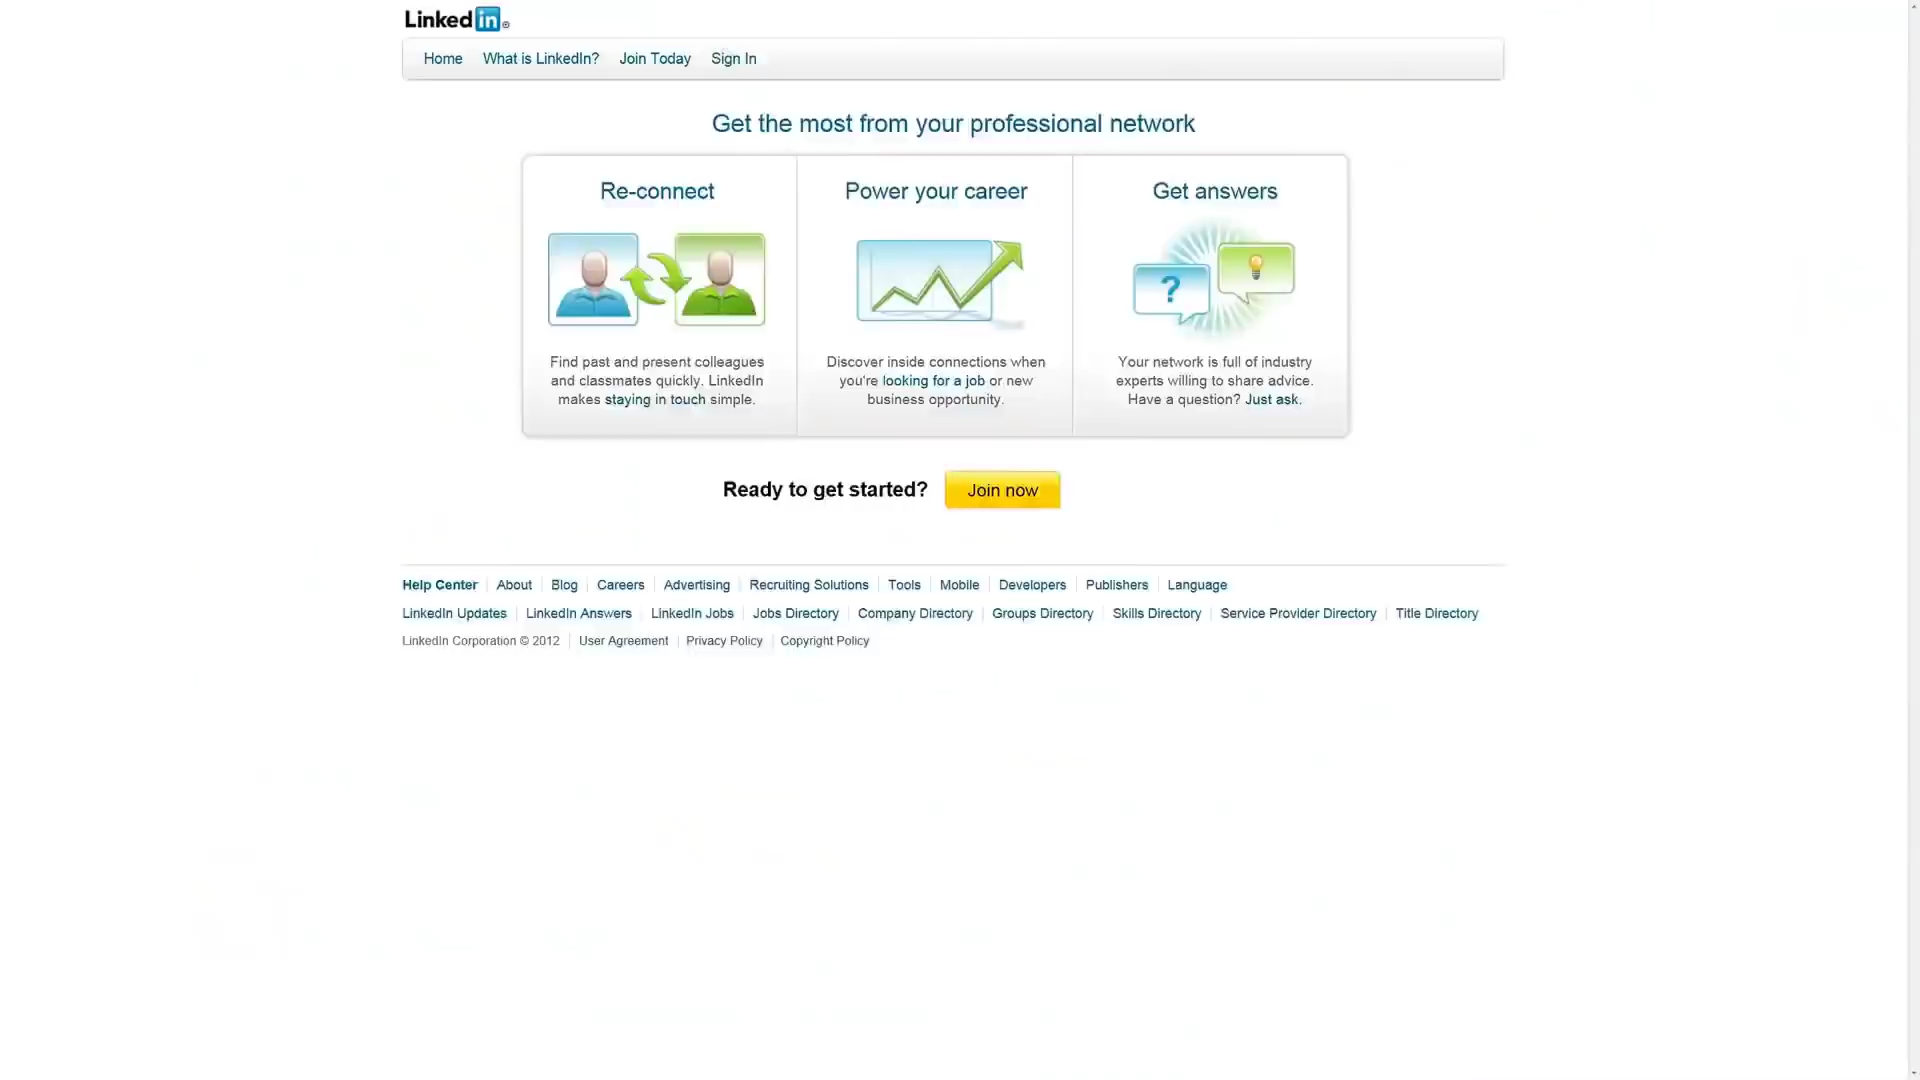 Linked in ®
Home What is LinkedIn? Join Today Sign In
Get the most from your professional network
Re-connect
Find past and present colleagues
and classmates quickly. LinkedIn
makes staying in touch simple.
Power your career
Discover inside connections when
you're looking for a job or new
business opportunity.
Get answers
?
Your network is full of industry
experts willing to share advice.
Have a question? Just ask.
Ready to get started? Join now
Help Center About Blog Careers Advertising Recruiting Solutions Tools Mobile Developers Publishers Language
LinkedIn Updates LinkedIn Answers LinkedIn Jobs Jobs Directory Company Directory Groups Directory Skills Directory Service Provider Directory Title Directory
LinkedIn Corporation © 2012 User Agreement Privacy Policy Copyright Policy